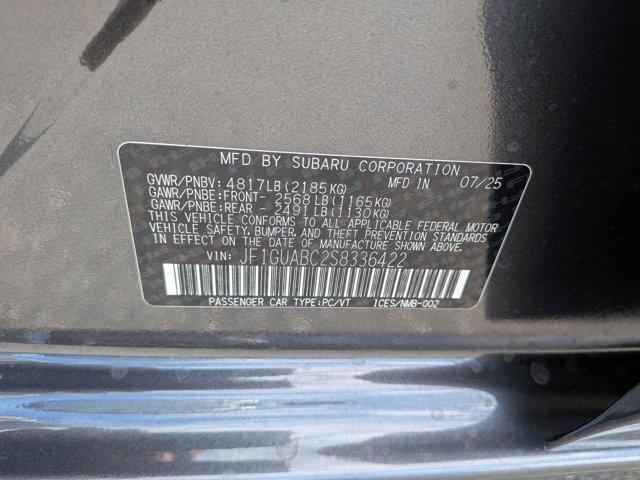 MFD BY SUBARU CORPORATION
GVWR/PNBV: 4817LB(2185KG) MFD IN 07/25
GAWR/PNBE:FRONT- 2568LB(1165KG)
GAWR/PNBE:REAR - 2491LB(1130KG)
THIS VEHICLE CONFORMS TO ALL APPLICABLE FEDERAL MOTOR
VEHICLE SAFETY, BUMPER, AND THEFT PREVENTION STANDARDS
IN EFFECT ON THE DATE OF MANUFACTURE SHOWN ABOVE.
VIN: JF1GUABC2S8336422
PASSENGER CAR TYPE:PC/VT ICES/NMB-002